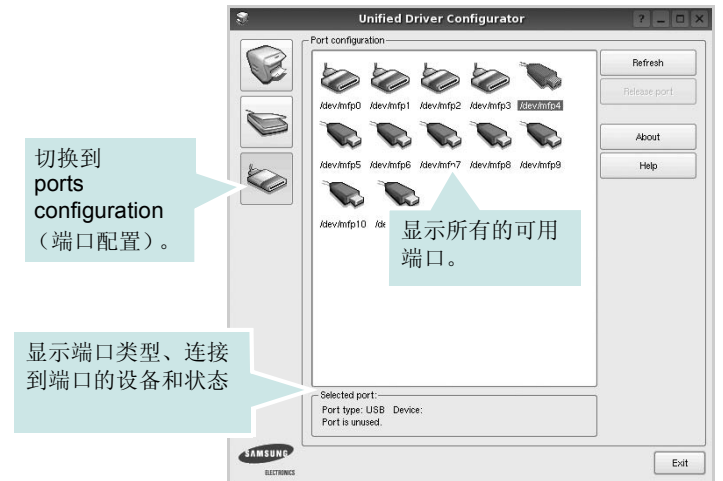 Unified Driver Configurator
Port configuration
/dev/mfp0 /dev/mfp1 /dev/mfp2 /dev/mfp3 /dev/mfp4
/dev/mfp5 /dev/mfp6 /dev/mfp7 /dev/mfp8 /dev/mfp9
/dev/mfp10
Refresh
Release port
About
Help
切换到
ports
configuration
（端口配置）。
显示所有的可用
端口。
显示端口类型、连接
到端口的设备和状态
Selected port:
Port type: USB Device:
Port is unused.
SAMSUNG
ELECTRONICS
Exit